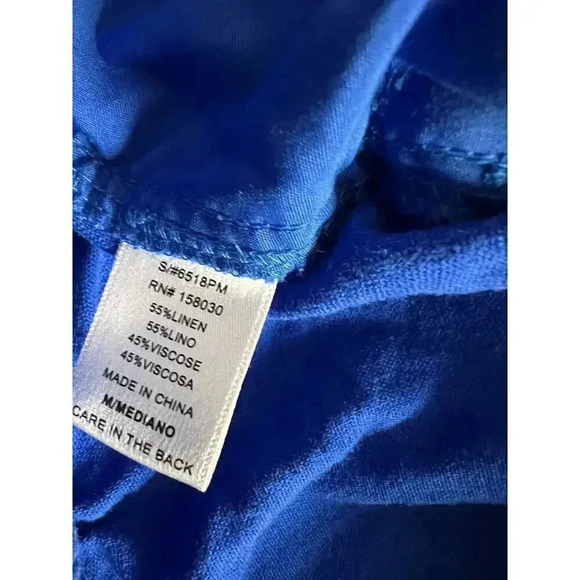 S/#6518PM
RN# 158030
55%LINEN
55%LINO
45%VISCOSE
45%VISCOSA
MADE IN CHINA
M/MEDIANO
CARE IN THE BACK